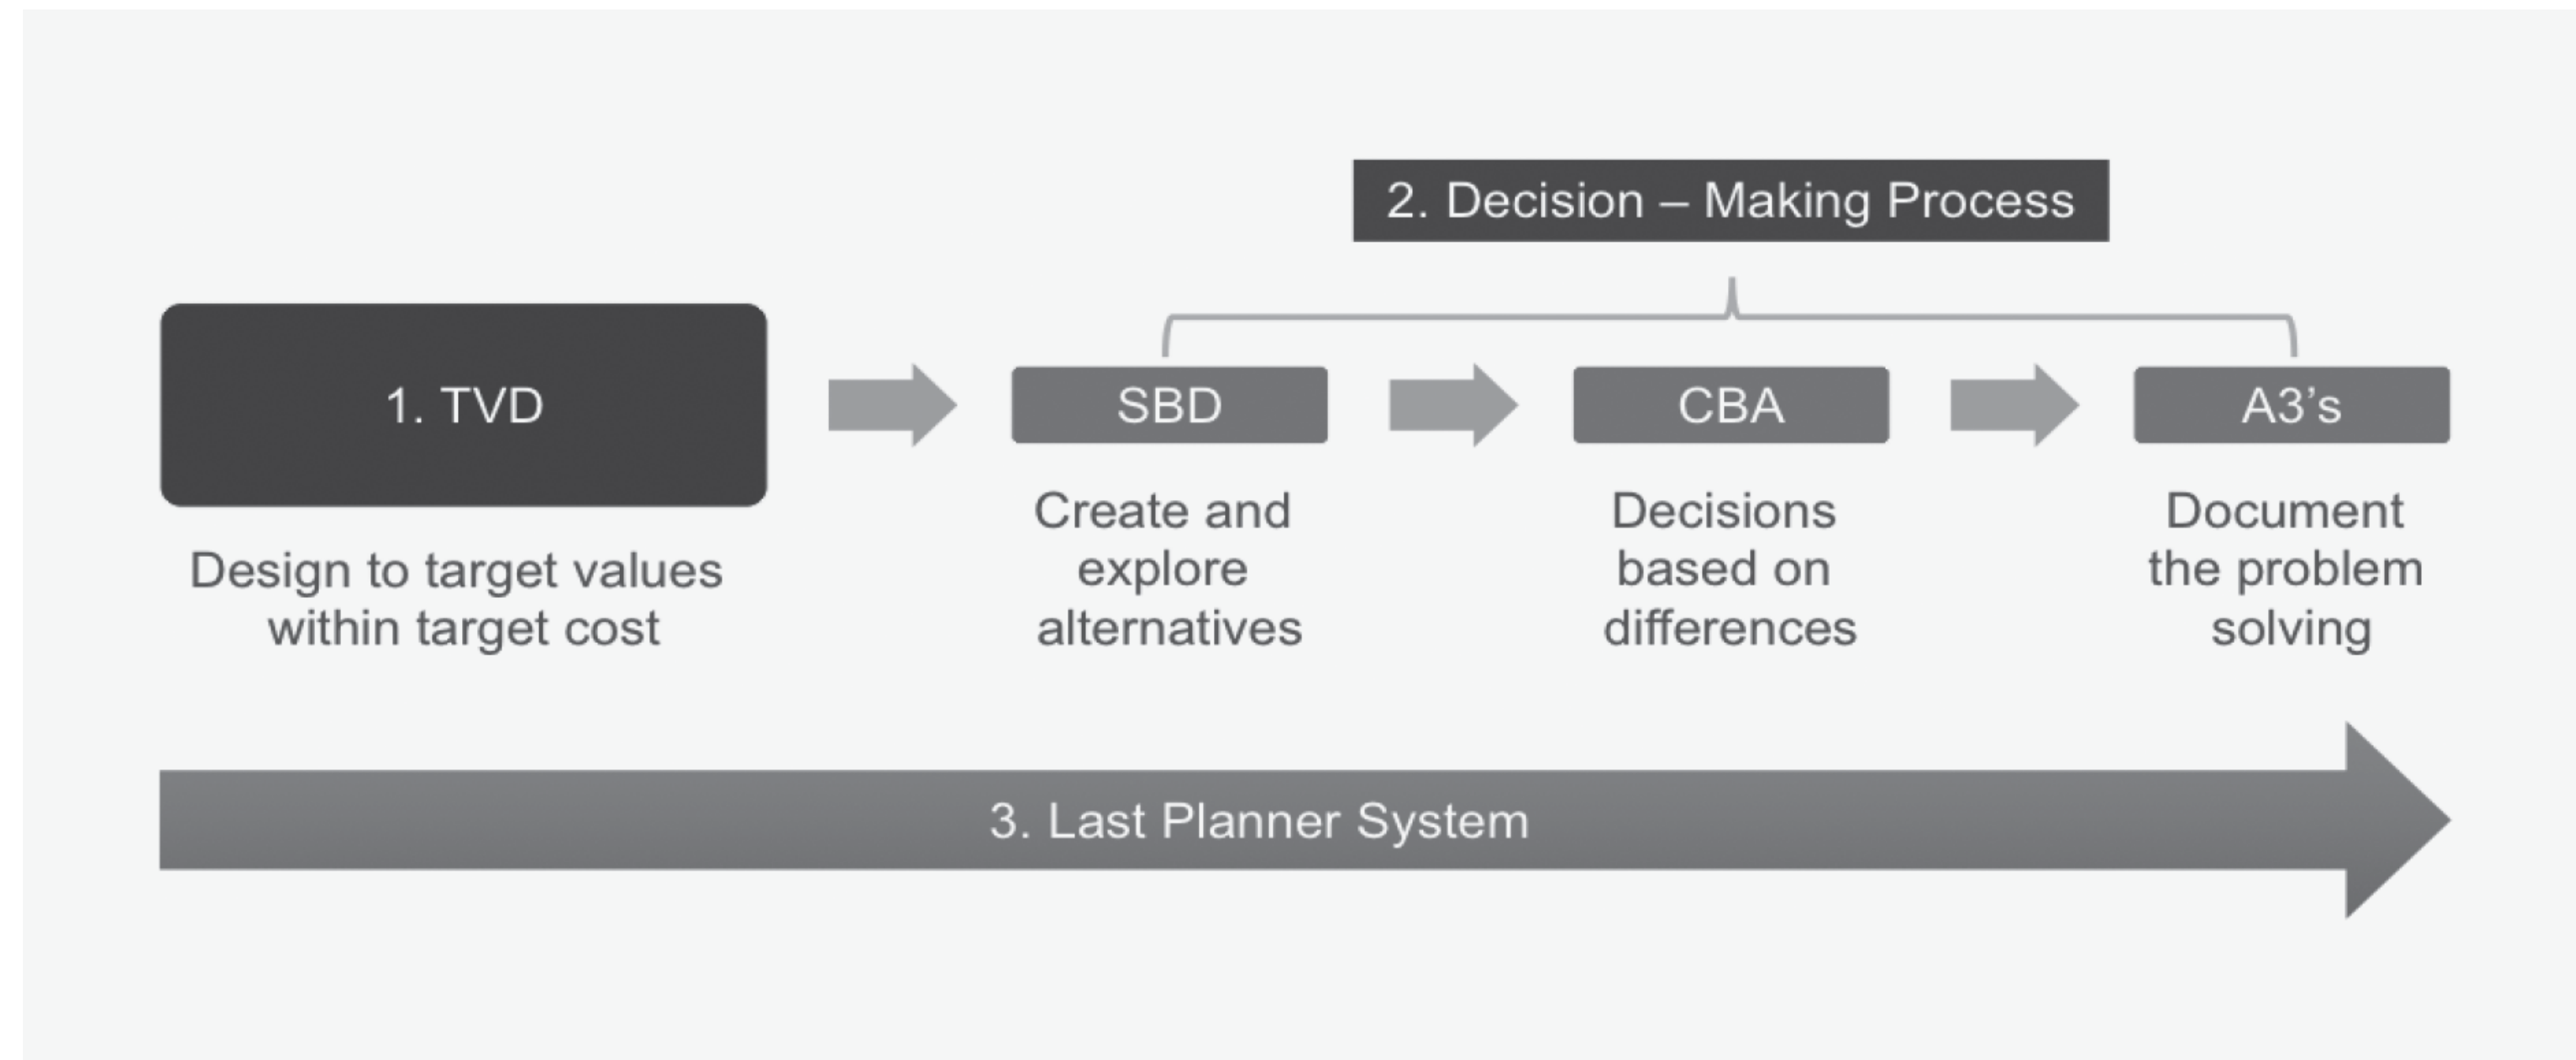 2. Decision – Making Process
1. TVD
SBD
CBA
A3’s
Design to target values
within target cost
Create and
explore
alternatives
Decisions
based on
differences
Document
the problem
solving
3. Last Planner System